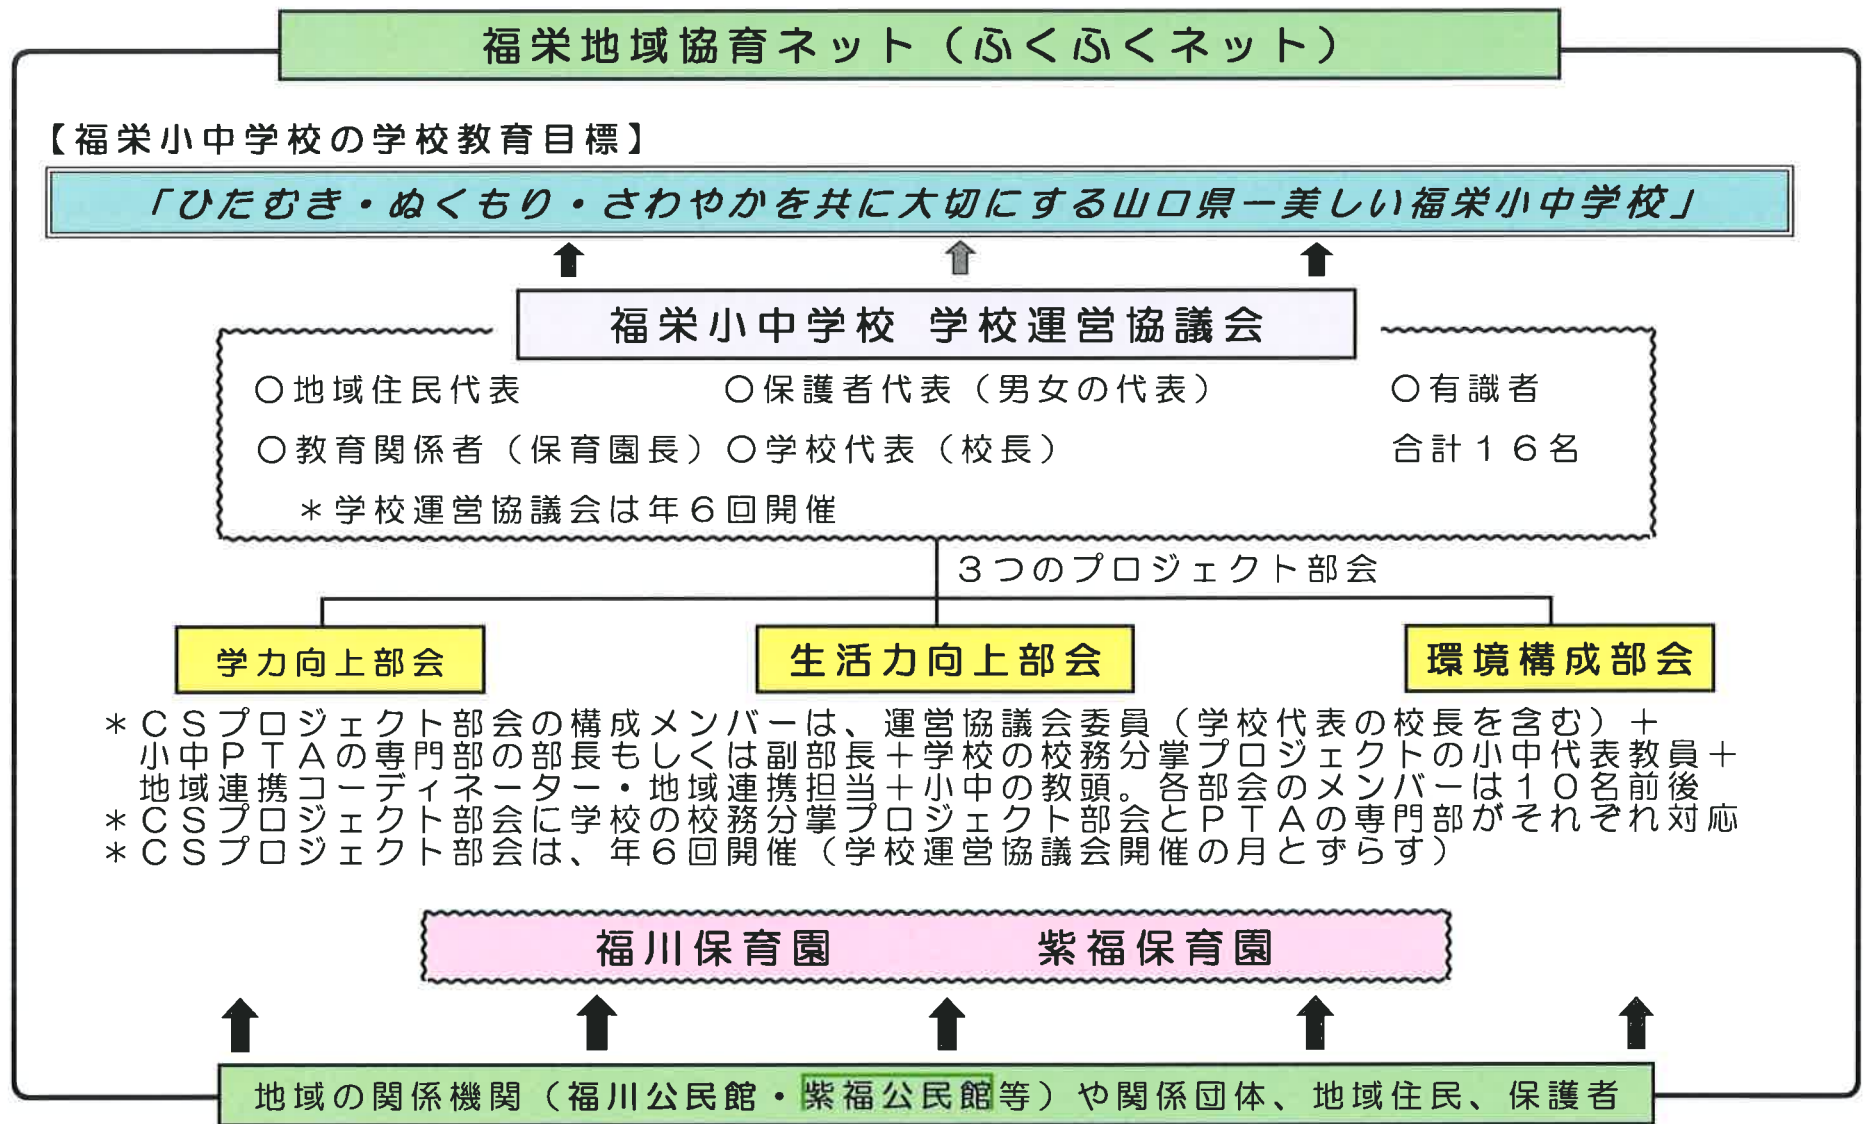 福栄地域協育ネット（ふくふくネット）
【福栄小中学校の学校教育目標】
「ひたむき・ぬくもり・さわやかを共に大切にする山口県一美しい福栄小中学校」
福栄小中学校 学校運営協議会
○地域住民代表 ○保護者代表（男女の代表） ○有識者
○教育関係者（保育園長）○学校代表（校長） 合計１６名
＊学校運営協議会は年６回開催
３つのプロジェクト部会
学力向上部会 生活力向上部会 環境構成部会
＊ＣＳプロジェクト部会の構成メンバーは、運営協議会委員（学校代表の校長を含む）＋
小中ＰＴＡの専門部の部長もしくは副部長＋学校の校務分掌プロジェクトの小中代表教員＋
地域連携コーディネーター・地域連携担当＋小中の教頭。各部会のメンバーは１０名前後
＊ＣＳプロジェクト部会に学校の校務分掌プロジェクト部会とＰＴＡの専門部がそれぞれ対応
＊ＣＳプロジェクト部会は、年６回開催（学校運営協議会開催の月とずらす）
福川保育園 紫福保育園
地域の関係機関（福川公民館・紫福公民館等）や関係団体、地域住民、保護者